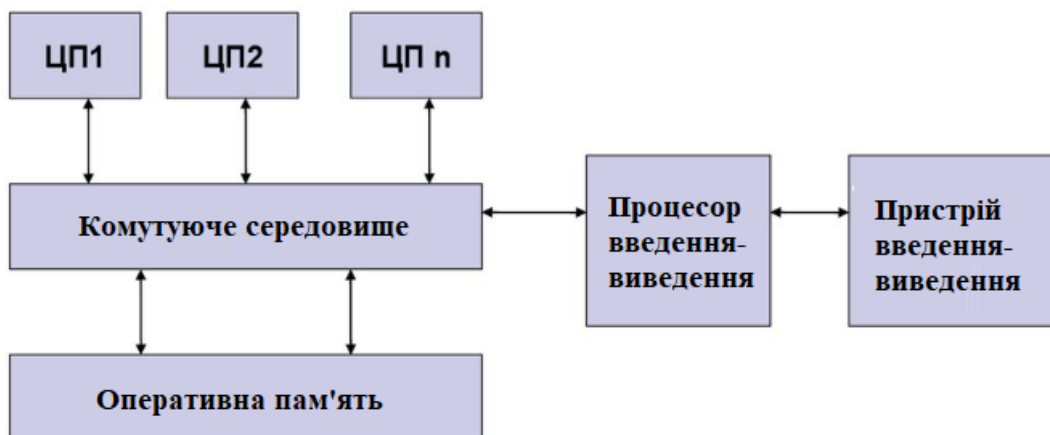 ЦП1
ЦП2
ЦП n
Комутуюче середовище
Процесор
введення-
виведення
Пристрій
введення-
виведення
Оперативна пам'ять